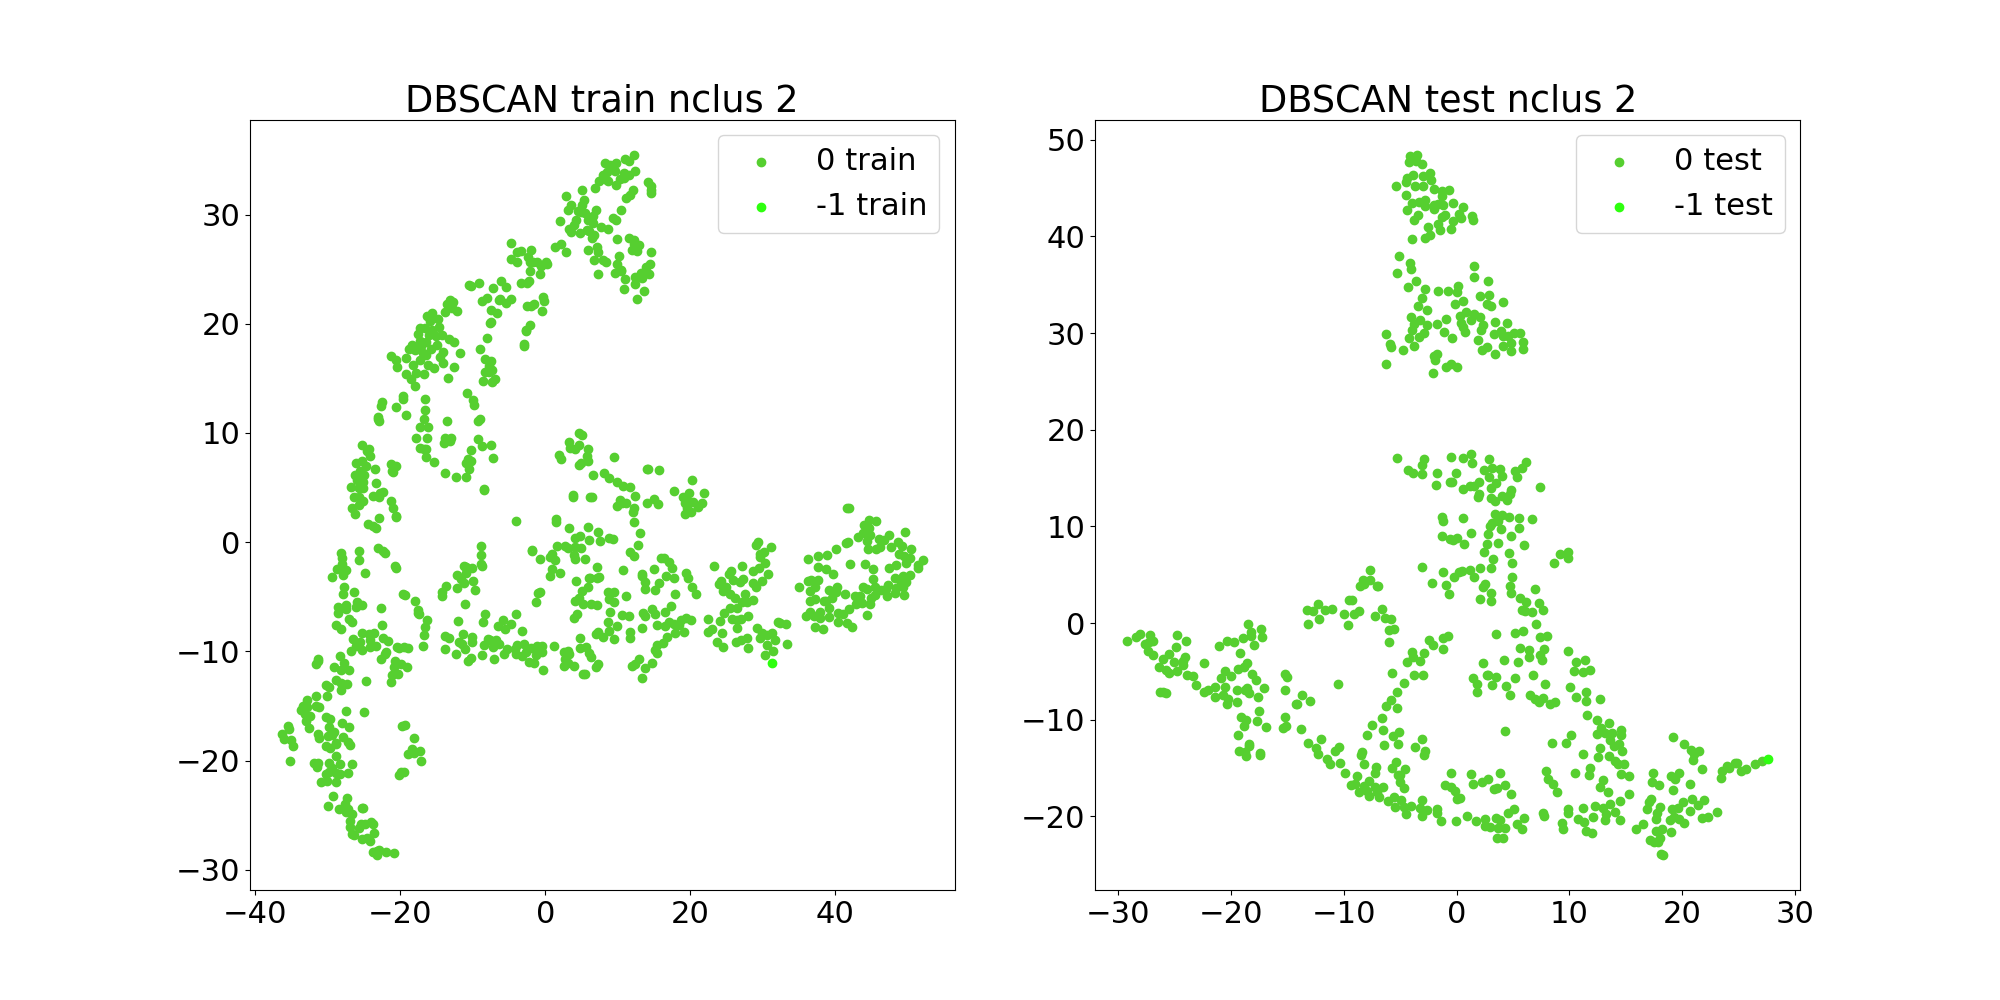 DBSCAN train nclus 2
0 train
-1 train
30
20
10
0
−10
−20
−30
−40 −20 0 20 40
DBSCAN test nclus 2
0 test
-1 test
50
40
30
20
10
0
−10
−20
−30 −20 −10 0 10 20 30